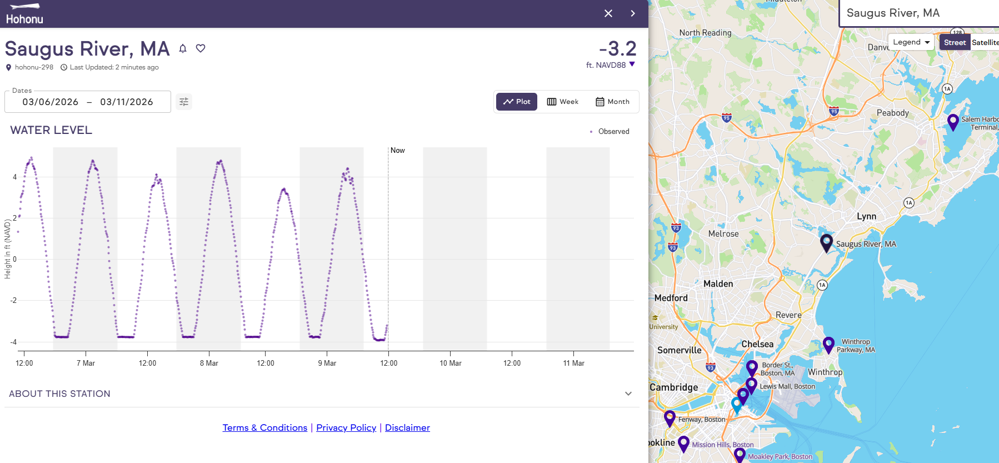 Hohonu
Saugus River, MA
hohonu-298 Last Updated: 2 minutes ago
-3.2
ft. NAVD88
Dates
03/06/2026 – 03/11/2026
Plot Week Month
WATER LEVEL
Observed
Now
Height in ft (NAVD)
4
2
0
-2
-4
12:00 7 Mar 12:00 8 Mar 12:00 9 Mar 12:00 10 Mar 12:00 11 Mar
ABOUT THIS STATION
Terms & Conditions | Privacy Policy | Disclaimer
Middleton
Saugus River, MA
North Reading
128
Legend Street Satellite
Danve
1A
95
95
Peabody
Salem Harbo
Terminal,
1A
Lynn
93
Melrose
93
Saugus River, MA
Malden
1A
Medford
Revere
University
Chelsea
Winthrop
Parkway, MA
Somerville
93
Border St.,
Boston, MA
Winthrop
Cambridge
Lewis Mall, Boston
Fenway, Boston
ookline
Mission Hills, Boston
Moakley Park, Boston